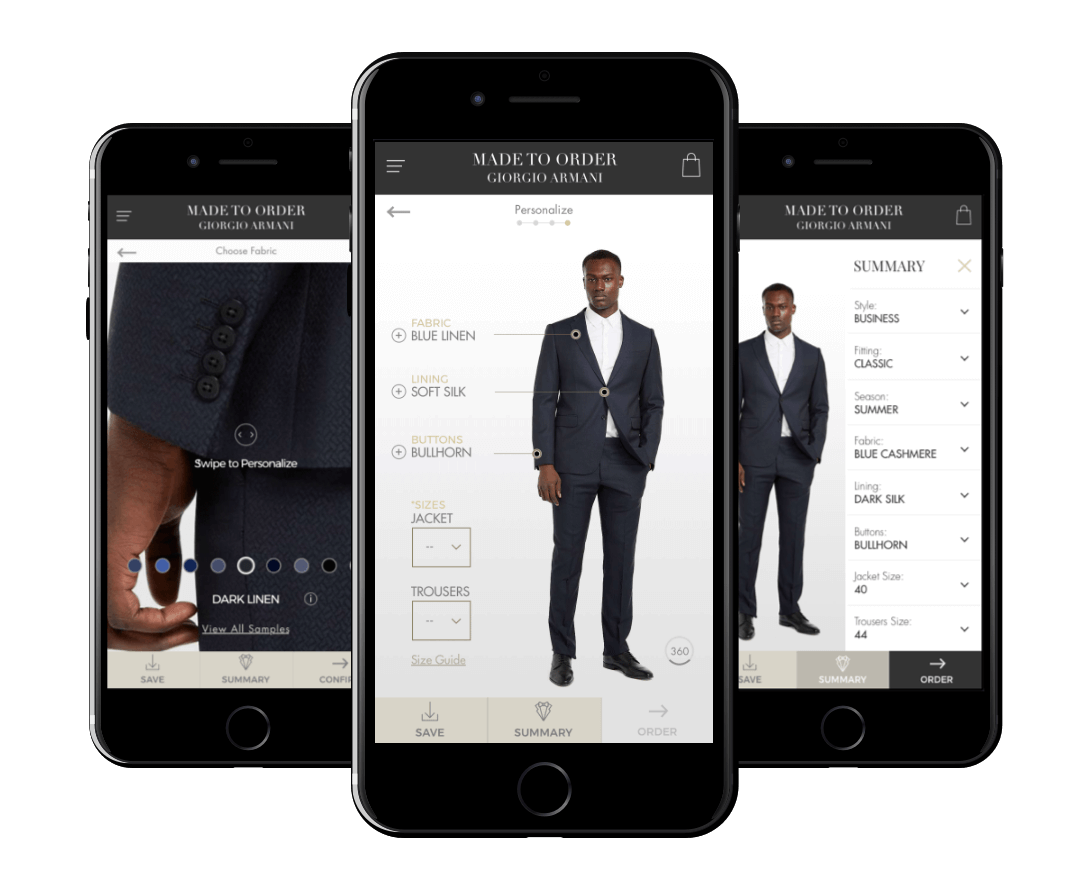 MADE TO ORDER
GIORGIO ARMANI
Choose Fabric
Swipe to Personalize
DARK LINEN
i
View All Samples
SAVE
SUMMARY
MADE TO ORDER
GIORGIO ARMANI
Personalize
FABRIC
BLUE LINEN
LINING
SOFT SILK
BUTTONS
BULLHORN
*SIZES
JACKET
--
TROUSERS
--
Size Guide
360
SAVE
SUMMARY
ORDER
MADE TO ORDER
GIORGIO ARMANI
SUMMARY
Style:
BUSINESS
Fitting:
CLASSIC
Season:
SUMMER
Fabric:
BLUE CASHMERE
Lining:
DARK SILK
Buttons:
BULLHORN
Jacket Size:
40
Trousers Size:
44
SAVE
SUMMARY
ORDER